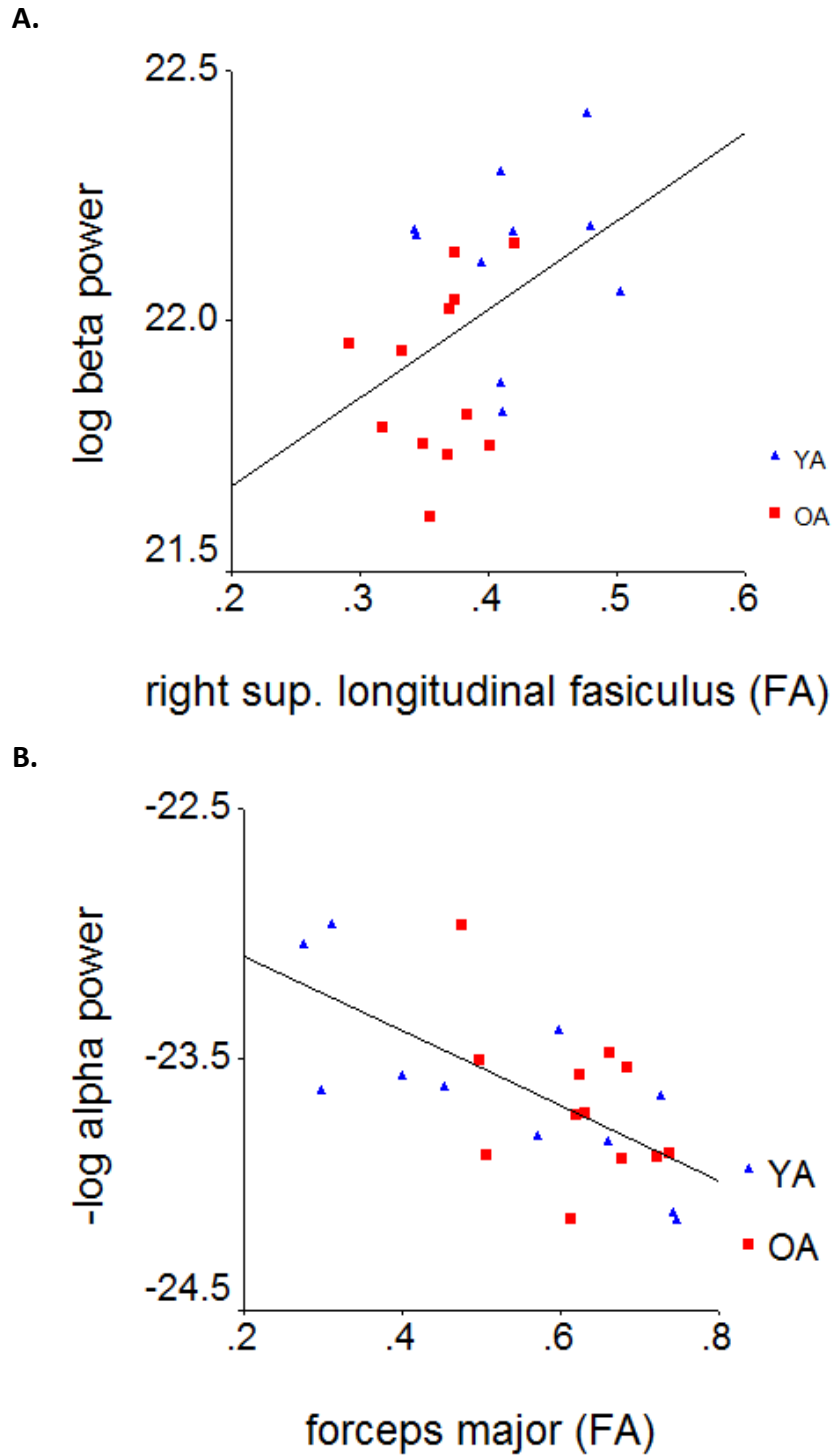 A.
22.5
22.0
21.5
log beta power
YA
OA
.2 .3 .4 .5 .6
right sup. longitudinal fasiculus (FA)
B.
-22.5
-23.5
-24.5
-log alpha power
YA
OA
.2 .4 .6 .8
forceps major (FA)